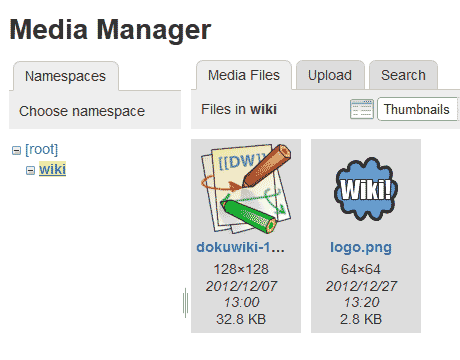 Media Manager
Namespaces
Choose namespace
[root]
wiki
Media Files
Upload
Search
Files in wiki
Thumbnails
[[DW]]
dokuwiki-1...
128×128
2012/12/07
13:00
32.8 KB
Wiki!
logo.png
64×64
2012/12/27
13:20
2.8 KB